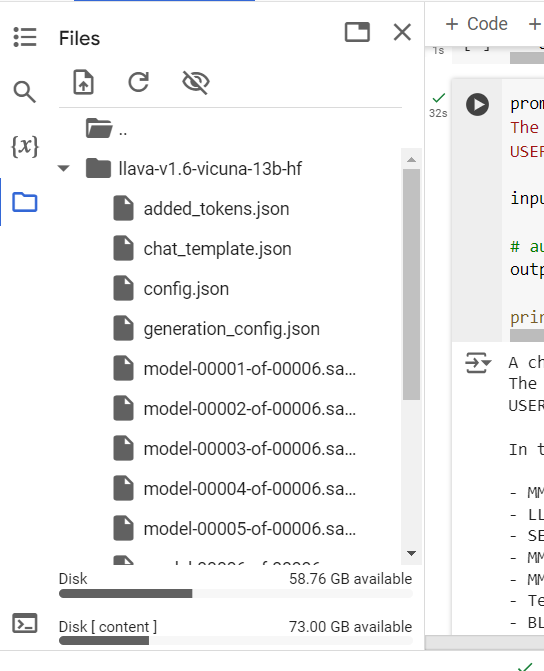 Files
..
llava-v1.6-vicuna-13b-hf
added_tokens.json
chat_template.json
config.json
generation_config.json
model-00001-of-00006.sa...
model-00002-of-00006.sa...
model-00003-of-00006.sa...
model-00004-of-00006.sa...
model-00005-of-00006.sa...
Disk 58.76 GB available
Disk [ content ] 73.00 GB available
{x}
+ Code +
1s
32s
prom
The
USER
inpu
# au
outp
prin
A ch
The
USER
In t
- MM
- LL
- SE
- MM
- MM
- Te
- BL